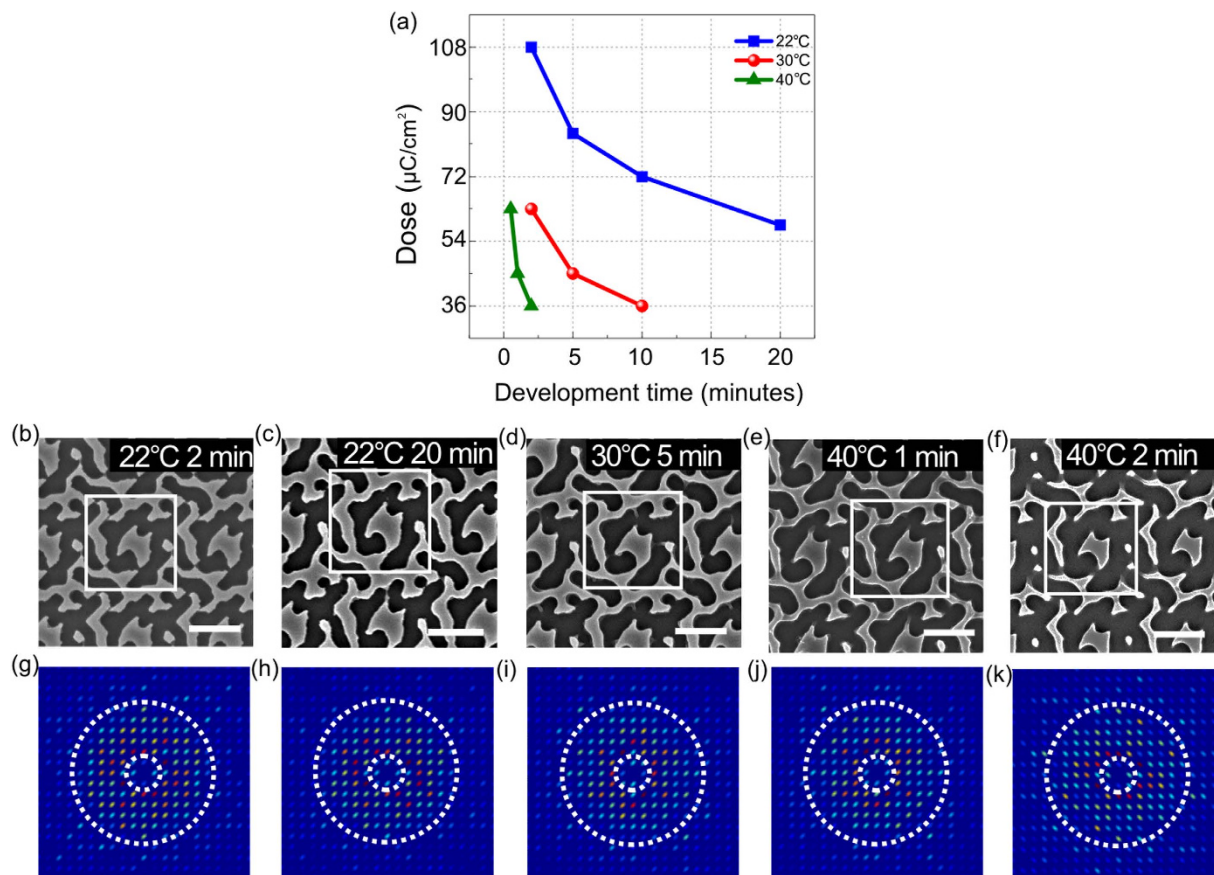 (a)
22°C
30°C
40°C
108
90
72
54
36
Dose (µC/cm²)
0 5 10 15 20
Development time (minutes)
(b) (c) (d) (e) (f)
22°C 2 min 22°C 20 min 30°C 5 min 40°C 1 min 40°C 2 min
(g) (h) (i) (j) (k)